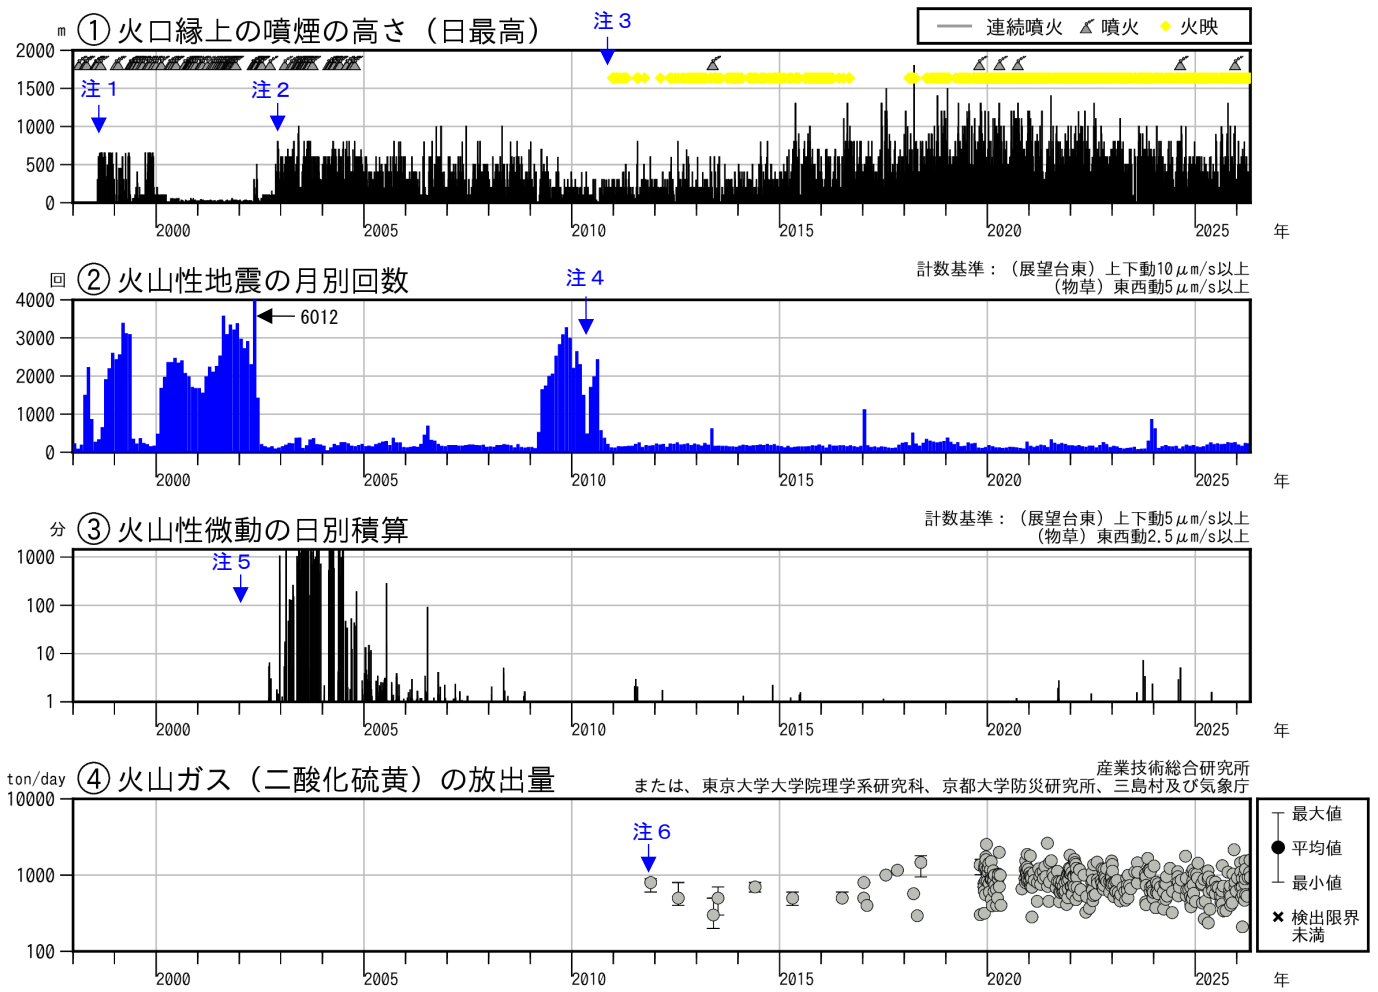 m ①火口縁上の噴煙の高さ（日最高）
注３
連続噴火 噴火 火映
2000
1500
1000
500
0
注１
注２
2000 2005 2010 2015 2020 2025 年
回 ②火山性地震の月別回数
注４
計数基準：（展望台東）上下動10μm/s以上
（物草）東西動5μm/s以上
4000
3000
2000
1000
0
6012
2000 2005 2010 2015 2020 2025 年
分 ③火山性微動の日別積算
計数基準：（展望台東）上下動5μm/s以上
（物草）東西動2.5μm/s以上
注５
1000
100
10
1
2000 2005 2010 2015 2020 2025 年
ton/day ④火山ガス（二酸化硫黄）の放出量
産業技術総合研究所
または、東京大学大学院理学系研究科、京都大学防災研究所、三島村及び気象庁
10000
1000
100
注６
最大値
平均値
最小値
検出限界
未満
2000 2005 2010 2015 2020 2025 年